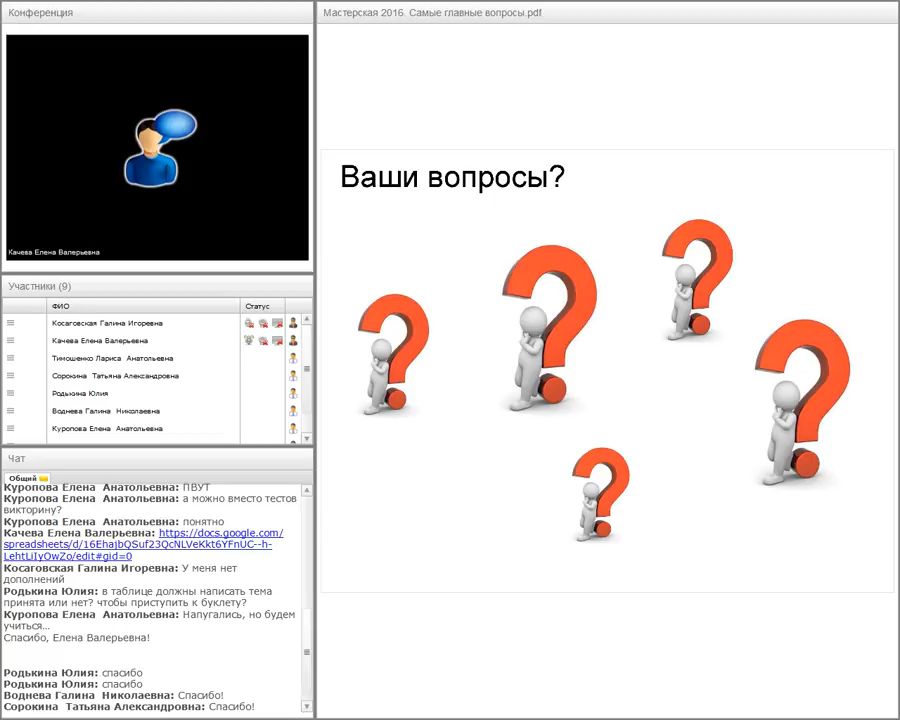 Конференция
Качева Елена Валерьевна
Участники (9)
ФИО Статус
Косаговская Галина Игоревна
Качева Елена Валерьевна
Тимошенко Лариса Анатольевна
Сорокина Татьяна Александровна
Родькина Юлия
Воднева Галина Николаевна
Куропова Елена Анатольевна
Чат
Общий
Куропова Елена Анатольевна: ПВУТ
Куропова Елена Анатольевна: а можно вместо тестов
викторину?
Куропова Елена Анатольевна: понятно
Качева Елена Валерьевна: https://docs.google.com/
spreadsheets/d/16EhajbQSuf23QcNLVeKkt6YFnUC--h-
LehtLiIyOwZo/edit#gid=0
Косаговская Галина Игоревна: У меня нет
дополнений
Родькина Юлия: в таблице должны написать тема
принята или нет? чтобы приступить к буклету?
Куропова Елена Анатольевна: Напугались, но будем
учиться...
Спасибо, Елена Валерьевна!
Родькина Юлия: спасибо
Родькина Юлия: спасибо
Воднева Галина Николаевна: Спасибо!
Сорокина Татьяна Александровна: Спасибо!
Мастерская 2016. Самые главные вопросы.pdf
Ваши вопросы?